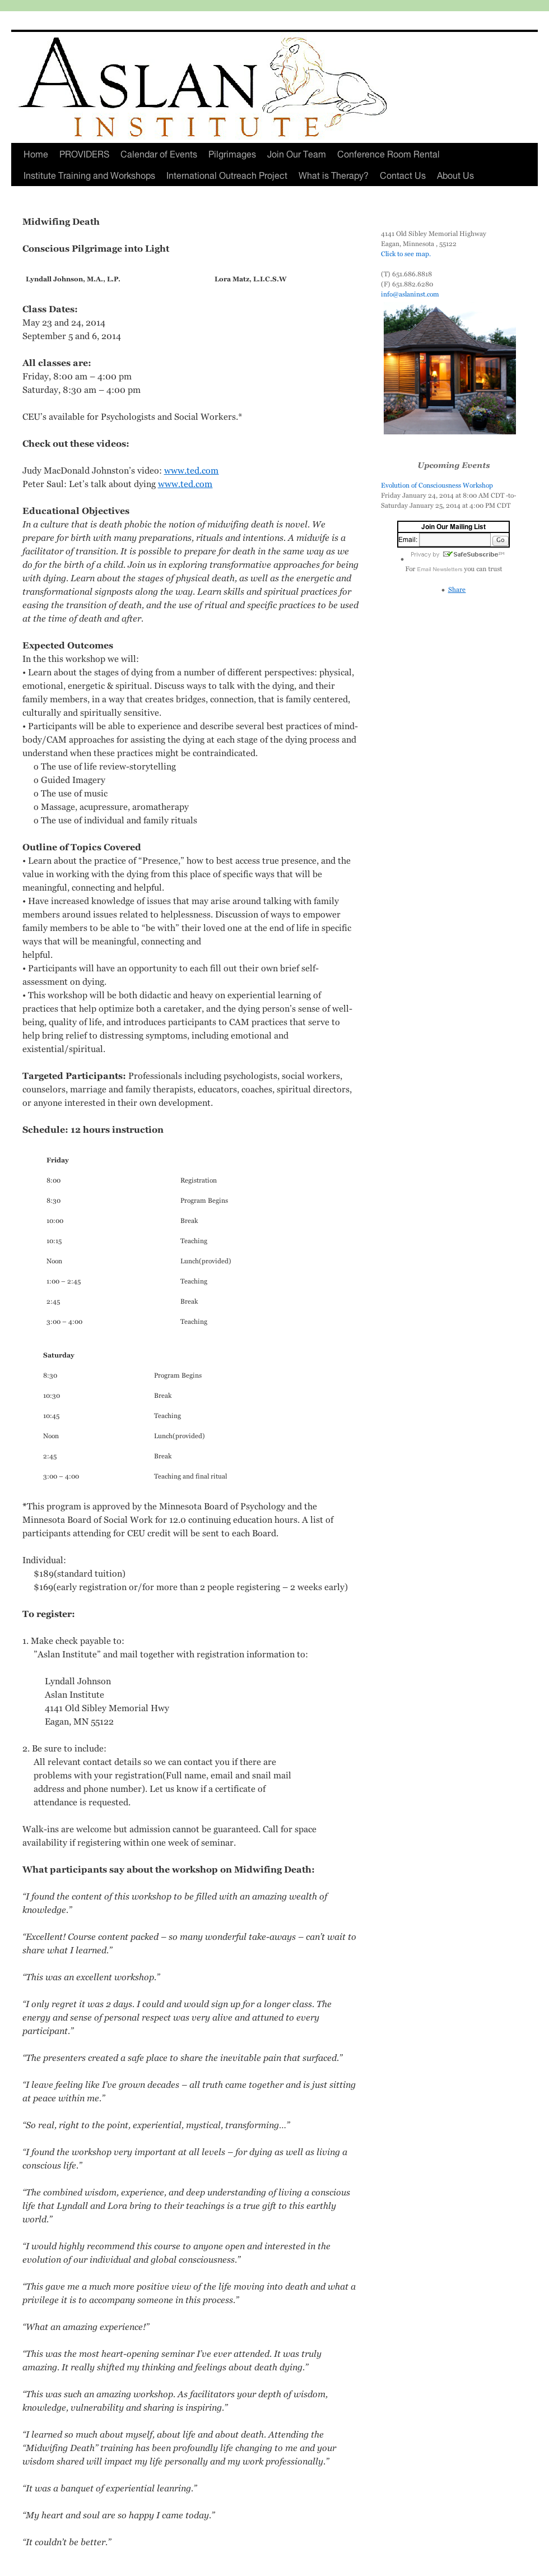 ASLAN
INSTITUTE
Home PROVIDERS Calendar of Events Pilgrimages Join Our Team Conference Room Rental
Institute Training and Workshops International Outreach Project What is Therapy? Contact Us About Us
Midwifing Death
Conscious Pilgrimage into Light
Lyndall Johnson, M.A., L.P. Lora Matz, L.I.C.S.W
Class Dates:
May 23 and 24, 2014
September 5 and 6, 2014
All classes are:
Friday, 8:00 am – 4:00 pm
Saturday, 8:30 am – 4:00 pm
CEU's available for Psychologists and Social Workers.*
Check out these videos:
Judy MacDonald Johnston's video: www.ted.com
Peter Saul: Let's talk about dying www.ted.com
Educational Objectives
In a culture that is death phobic the notion of midwifing death is novel. We
prepare for birth with many preparations, rituals and intentions. A midwife is a
facilitator of transition. It is possible to prepare for death in the same way as we
do for the birth of a child. Join us in exploring transformative approaches for being
with dying. Learn about the stages of physical death, as well as the energetic and
transformational signposts along the way. Learn skills and spiritual practices for
easing the transition of death, and the use of ritual and specific practices to be used
at the time of death and after.
Expected Outcomes
In the this workshop we will:
• Learn about the stages of dying from a number of different perspectives: physical,
emotional, energetic & spiritual. Discuss ways to talk with the dying, and their
family members, in a way that creates bridges, connection, that is family centered,
culturally and spiritually sensitive.
• Participants will be able to experience and describe several best practices of mind-
body/CAM approaches for assisting the dying at each stage of the dying process and
understand when these practices might be contraindicated.
o The use of life review-storytelling
o Guided Imagery
o The use of music
o Massage, acupressure, aromatherapy
o The use of individual and family rituals
Outline of Topics Covered
• Learn about the practice of "Presence," how to best access true presence, and the
value in working with the dying from this place of specific ways that will be
meaningful, connecting and helpful.
• Have increased knowledge of issues that may arise around talking with family
members around issues related to helplessness. Discussion of ways to empower
family members to be able to "be with" their loved one at the end of life in specific
ways that will be meaningful, connecting and
helpful.
• Participants will have an opportunity to each fill out their own brief self-
assessment on dying.
• This workshop will be both didactic and heavy on experiential learning of
practices that help optimize both a caretaker, and the dying person's sense of well-
being, quality of life, and introduces participants to CAM practices that serve to
help bring relief to distressing symptoms, including emotional and
existential/spiritual.
Targeted Participants: Professionals including psychologists, social workers,
counselors, marriage and family therapists, educators, coaches, spiritual directors,
or anyone interested in their own development.
Schedule: 12 hours instruction
Friday
8:00 Registration
8:30 Program Begins
10:00 Break
10:15 Teaching
Noon Lunch(provided)
1:00 – 2:45 Teaching
2:45 Break
3:00 – 4:00 Teaching
Saturday
8:30 Program Begins
10:30 Break
10:45 Teaching
Noon Lunch(provided)
2:45 Break
3:00 – 4:00 Teaching and final ritual
*This program is approved by the Minnesota Board of Psychology and the
Minnesota Board of Social Work for 12.0 continuing education hours. A list of
participants attending for CEU credit will be sent to each Board.
Individual:
$189(standard tuition)
$169(early registration or/for more than 2 people registering – 2 weeks early)
To register:
1. Make check payable to:
"Aslan Institute" and mail together with registration information to:
Lyndall Johnson
Aslan Institute
4141 Old Sibley Memorial Hwy
Eagan, MN 55122
2. Be sure to include:
All relevant contact details so we can contact you if there are
problems with your registration(Full name, email and snail mail
address and phone number). Let us know if a certificate of
attendance is requested.
Walk-ins are welcome but admission cannot be guaranteed. Call for space
availability if registering within one week of seminar.
What participants say about the workshop on Midwifing Death:
"I found the content of this workshop to be filled with an amazing wealth of
knowledge."
"Excellent! Course content packed – so many wonderful take-aways – can't wait to
share what I learned."
"This was an excellent workshop."
"I only regret it was 2 days. I could and would sign up for a longer class. The
energy and sense of personal respect was very alive and attuned to every
participant."
"The presenters created a safe place to share the inevitable pain that surfaced."
"I leave feeling like I've grown decades – all truth came together and is just sitting
at peace within me."
"So real, right to the point, experiential, mystical, transforming…"
"I found the workshop very important at all levels – for dying as well as living a
conscious life."
"The combined wisdom, experience, and deep understanding of living a conscious
life that Lyndall and Lora bring to their teachings is a true gift to this earthly
world."
"I would highly recommend this course to anyone open and interested in the
evolution of our individual and global consciousness."
"This gave me a much more positive view of the life moving into death and what a
privilege it is to accompany someone in this process."
"What an amazing experience!"
"This was the most heart-opening seminar I've ever attended. It was truly
amazing. It really shifted my thinking and feelings about death dying."
"This was such an amazing workshop. As facilitators your depth of wisdom,
knowledge, vulnerability and sharing is inspiring."
"I learned so much about myself, about life and about death. Attending the
"Midwifing Death" training has been profoundly life changing to me and your
wisdom shared will impact my life personally and my work professionally."
"It was a banquet of experiential leanring."
"My heart and soul are so happy I came today."
"It couldn't be better."
4141 Old Sibley Memorial Highway
Eagan, Minnesota , 55122
Click to see map.
(T) 651.686.8818
(F) 651.882.6280
info@aslaninst.com
Upcoming Events
Evolution of Consciousness Workshop
Friday January 24, 2014 at 8:00 AM CDT -to-
Saturday January 25, 2014 at 4:00 PM CDT
Join Our Mailing List
Email: Go
Privacy by SafeSubscribe℠
For Email Newsletters you can trust
Share